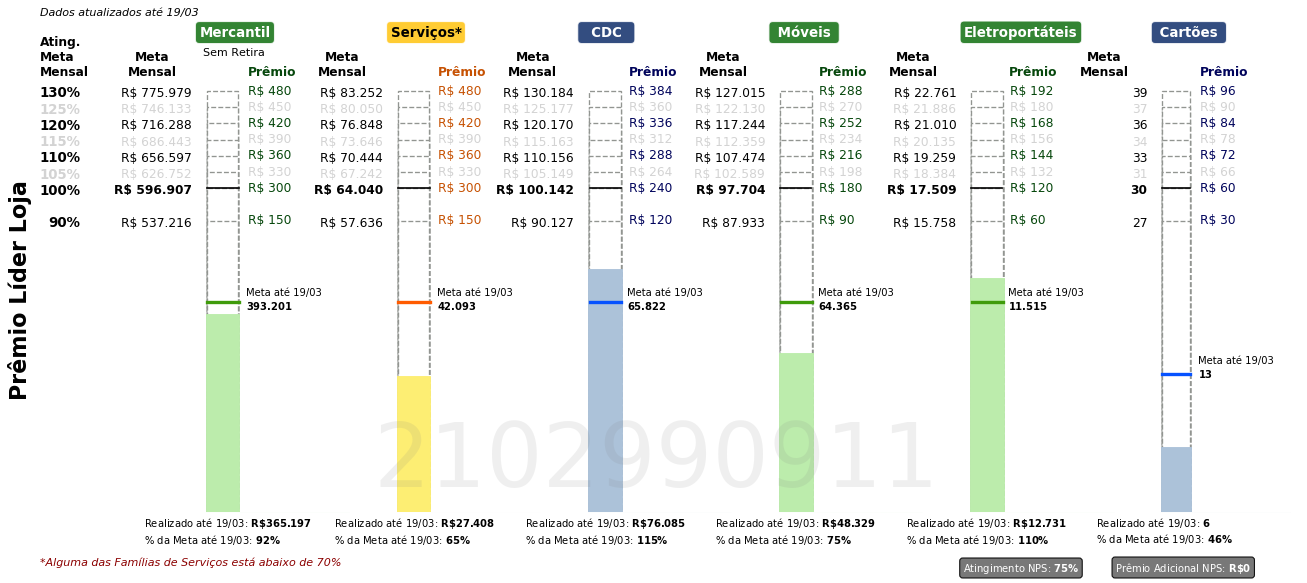 Dados atualizados até 19/03
Mercantil Serviços* CDC Móveis Eletroportáteis Cartões
Sem Retira
Ating. Meta Mensal Meta Mensal Prêmio Meta Mensal Prêmio Meta Mensal Prêmio Meta Mensal Prêmio Meta Mensal Prêmio Meta Mensal Prêmio
130% R$ 775.979 R$ 480 R$ 83.252 R$ 480 R$ 130.184 R$ 384 R$ 127.015 R$ 288 R$ 22.761 R$ 192 39 R$ 96
125% R$ 746.133 R$ 450 R$ 80.050 R$ 450 R$ 125.177 R$ 360 R$ 122.130 R$ 270 R$ 21.886 R$ 180 37 R$ 90
120% R$ 716.288 R$ 420 R$ 76.848 R$ 420 R$ 120.170 R$ 336 R$ 117.244 R$ 252 R$ 21.010 R$ 168 36 R$ 84
115% R$ 686.443 R$ 390 R$ 73.646 R$ 390 R$ 115.163 R$ 312 R$ 112.359 R$ 234 R$ 20.135 R$ 156 34 R$ 78
110% R$ 656.597 R$ 360 R$ 70.444 R$ 360 R$ 110.156 R$ 288 R$ 107.474 R$ 216 R$ 19.259 R$ 144 33 R$ 72
105% R$ 626.752 R$ 330 R$ 67.242 R$ 330 R$ 105.149 R$ 264 R$ 102.589 R$ 198 R$ 18.384 R$ 132 31 R$ 66
100% R$ 596.907 R$ 300 R$ 64.040 R$ 300 R$ 100.142 R$ 240 R$ 97.704 R$ 180 R$ 17.509 R$ 120 30 R$ 60
90% R$ 537.216 R$ 150 R$ 57.636 R$ 150 R$ 90.127 R$ 120 R$ 87.933 R$ 90 R$ 15.758 R$ 60 27 R$ 30
Prêmio Líder Loja
Meta até 19/03 Meta até 19/03 Meta até 19/03 Meta até 19/03 Meta até 19/03
393.201 42.093 65.822 64.365 11.515
Meta até 19/03
13
2102990911
Realizado até 19/03: R$365.197 Realizado até 19/03: R$27.408 Realizado até 19/03: R$76.085 Realizado até 19/03: R$48.329 Realizado até 19/03: R$12.731 Realizado até 19/03: 6
% da Meta até 19/03: 92% % da Meta até 19/03: 65% % da Meta até 19/03: 115% % da Meta até 19/03: 75% % da Meta até 19/03: 110% % da Meta até 19/03: 46%
*Alguma das Famílias de Serviços está abaixo de 70%
Atingimento NPS: 75% Prêmio Adicional NPS: R$0